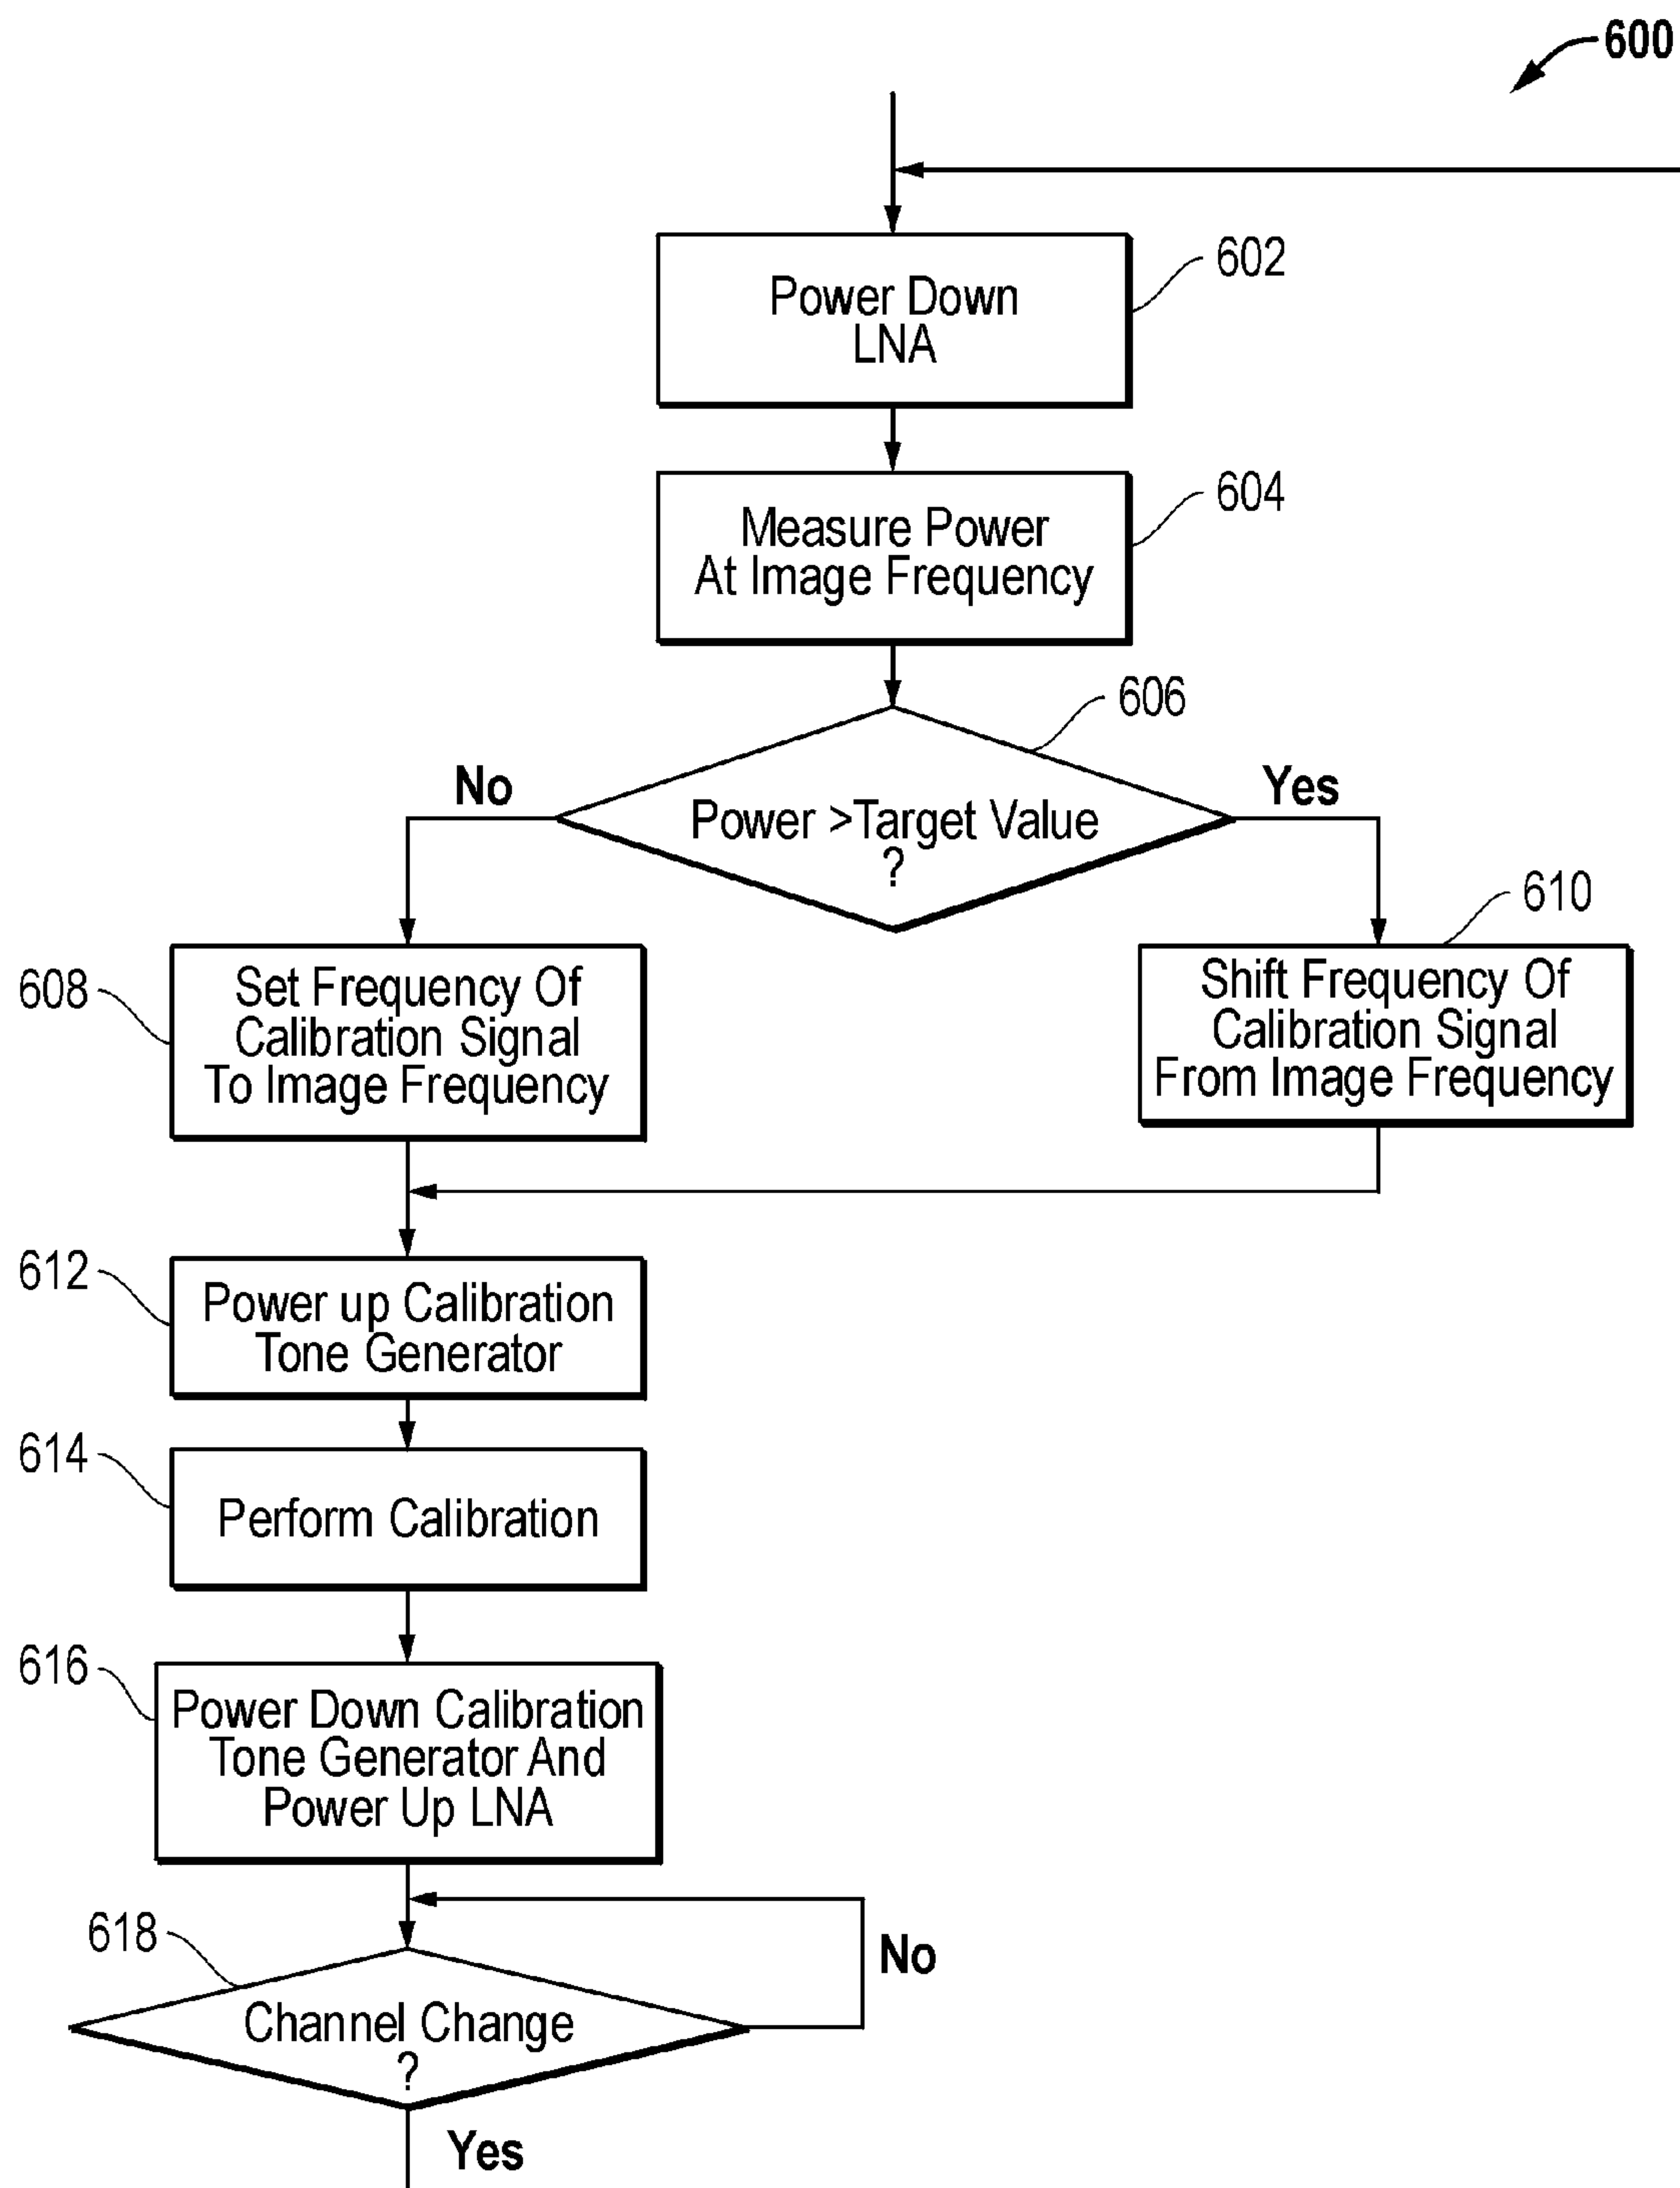 600
602
Power Down
LNA
604
Measure Power
At Image Frequency
606
No
Yes
Power >Target Value
?
610
608
Set Frequency Of
Calibration Signal
To Image Frequency
Shift Frequency Of
Calibration Signal
From Image Frequency
612
Power up Calibration
Tone Generator
614
Perform Calibration
616
Power Down Calibration
Tone Generator And
Power Up LNA
618
No
Channel Change
?
Yes